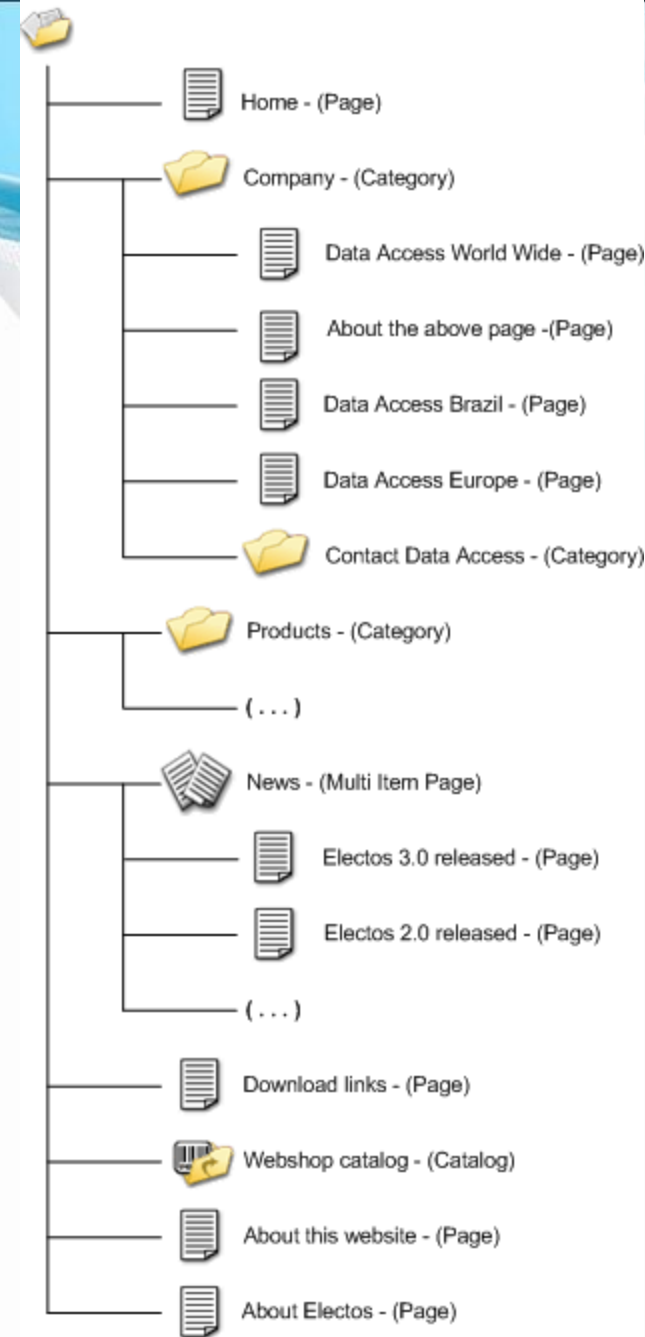 Home - (Page)
Company - (Category)
Data Access World Wide - (Page)
About the above page -(Page)
Data Access Brazil - (Page)
Data Access Europe - (Page)
Contact Data Access - (Category)
Products - (Category)
(...)
News - (Multi Item Page)
Electos 3.0 released - (Page)
Electos 2.0 released - (Page)
(...)
Download links - (Page)
Webshop catalog - (Catalog)
About this website - (Page)
About Electos - (Page)